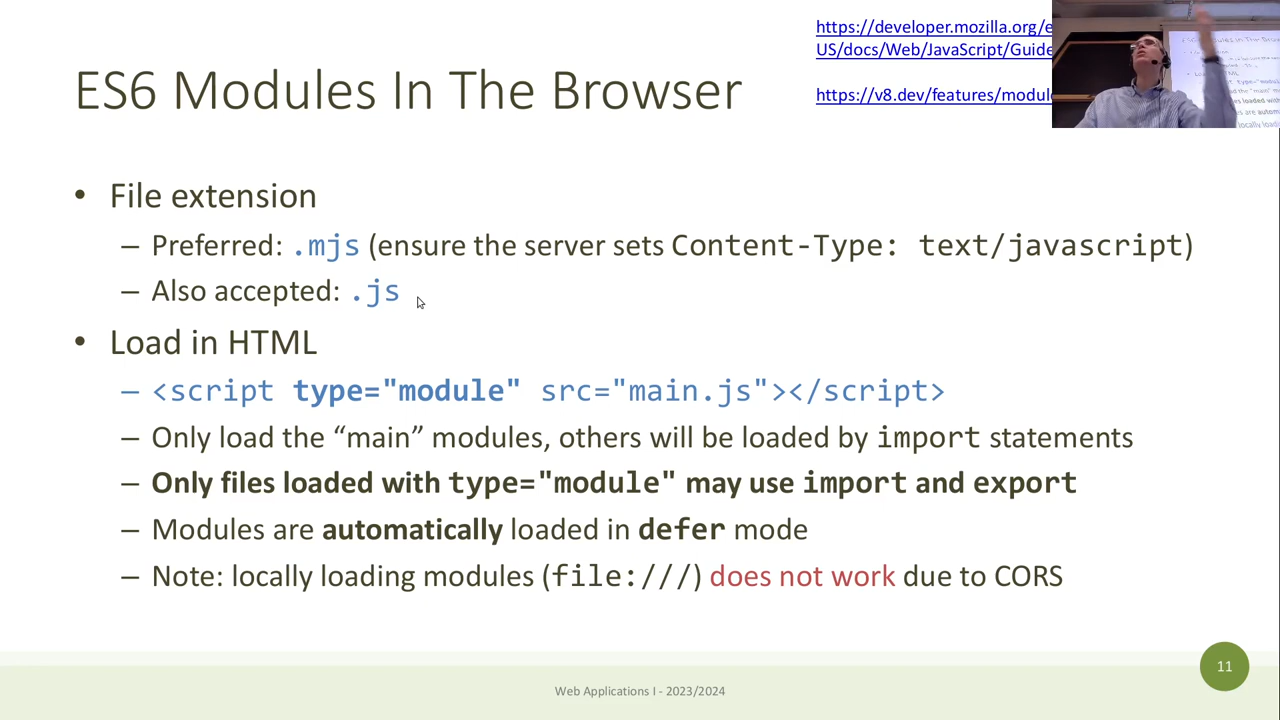 https://developer.mozilla.org/e
US/docs/Web/JavaScript/Guide
https://v8.dev/features/modul
ES6 Modules In The Browser
• File extension
– Preferred: .mjs (ensure the server sets Content-Type: text/javascript)
– Also accepted: .js
• Load in HTML
– <script type="module" src="main.js"></script>
– Only load the “main” modules, others will be loaded by import statements
– Only files loaded with type="module" may use import and export
– Modules are automatically loaded in defer mode
– Note: locally loading modules (file:///) does not work due to CORS
Web Applications I - 2023/2024
11